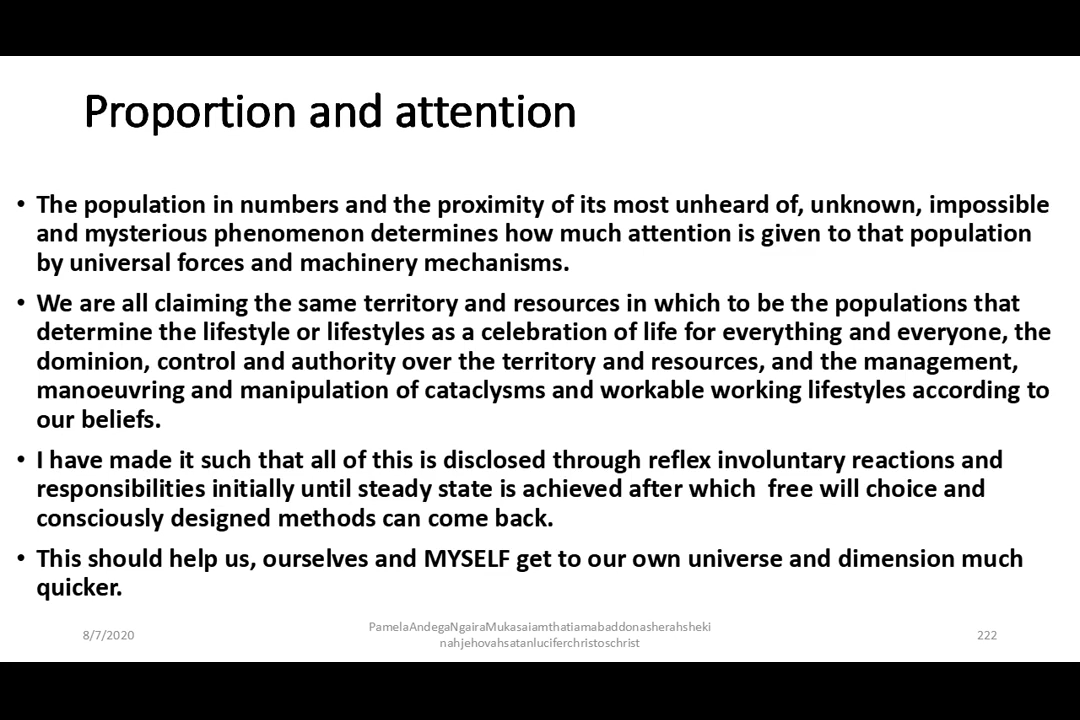 Proportion and attention
• The population in numbers and the proximity of its most unheard of, unknown, impossible
and mysterious phenomenon determines how much attention is given to that population
by universal forces and machinery mechanisms.
• We are all claiming the same territory and resources in which to be the populations that
determine the lifestyle or lifestyles as a celebration of life for everything and everyone, the
dominion, control and authority over the territory and resources, and the management,
manoeuvring and manipulation of cataclysms and workable working lifestyles according to
our beliefs.
• I have made it such that all of this is disclosed through reflex involuntary reactions and
responsibilities initially until steady state is achieved after which  free will choice and
consciously designed methods can come back.
• This should help us, ourselves and MYSELF get to our own universe and dimension much
quicker.
8/7/2020
PamelaAndegaNgairaMukasaiamthatiamabaddonasherahsheki
nahjehovahsatanluciferchristoschrist
222